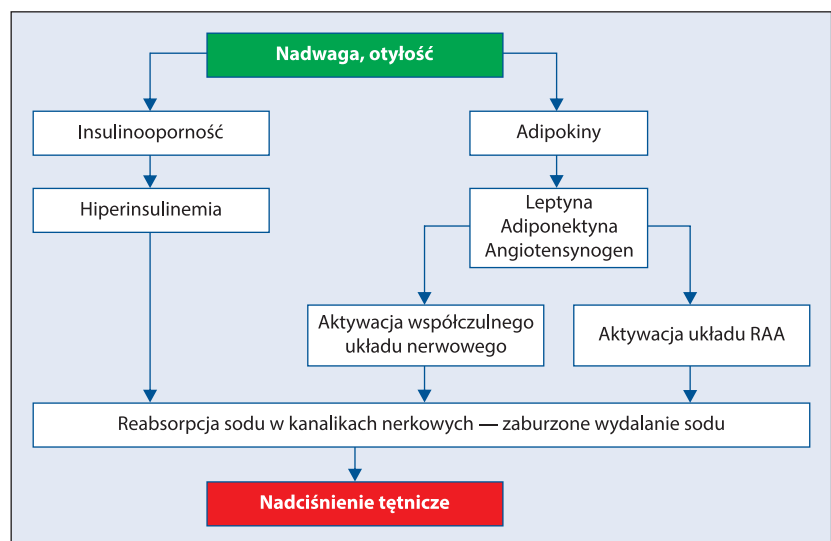 Nadwaga, otyłość
Insulinooporność
Adipokiny
Hiperinsulinemia
Leptyna
Adiponektyna
Angiotensynogen
Aktywacja współczulnego
układu nerwowego
Aktywacja układu RAA
Reabsorpcja sodu w kanalikach nerkowych — zaburzone wydalanie sodu
Nadciśnienie tętnicze